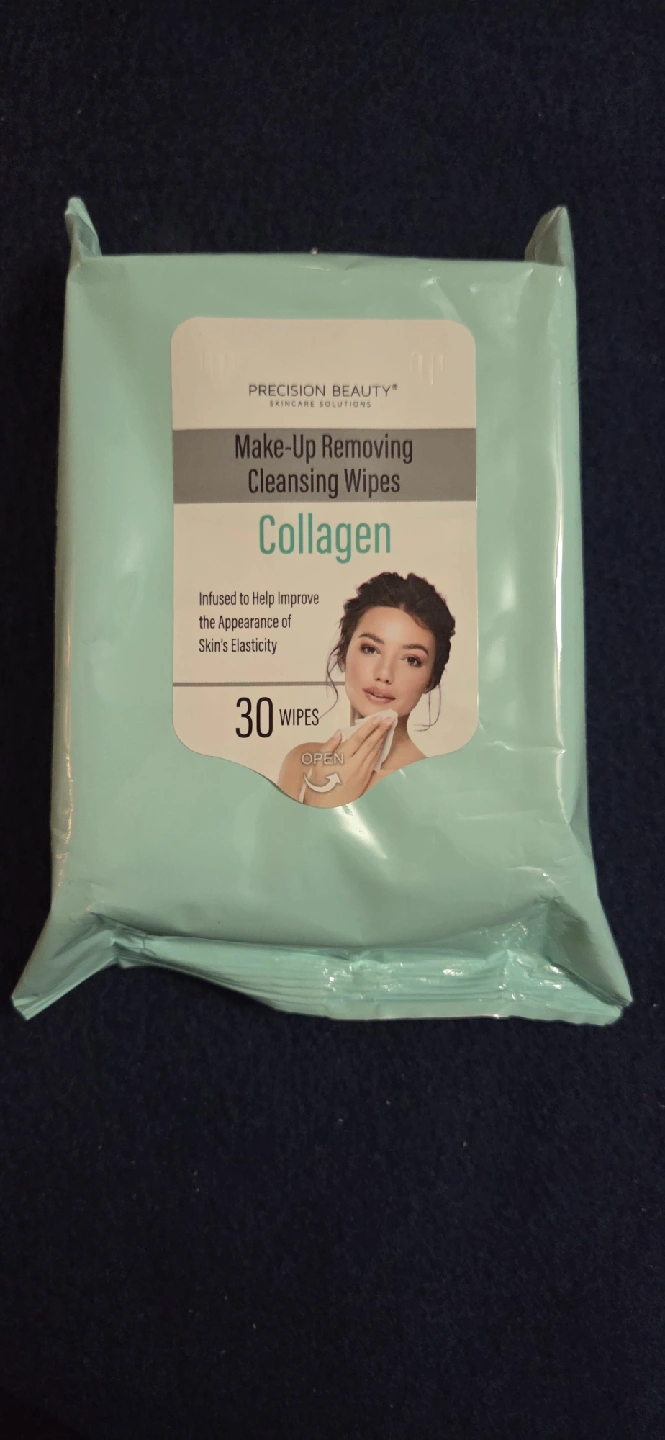 PRECISION BEAUTY®
SKINCARE SOLUTIONS
Make-Up Removing
Cleansing Wipes
Collagen
Infused to Help Improve
the Appearance of
Skin's Elasticity
30 WIPES
OPEN